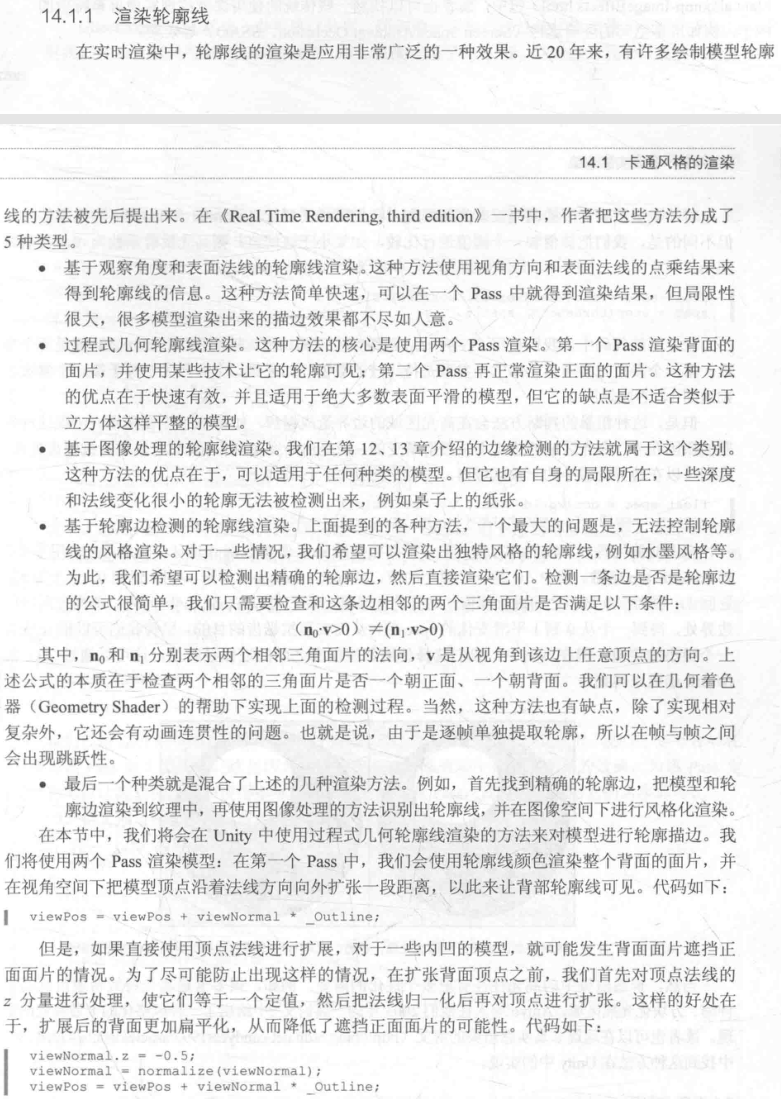 14.1.1 渲染轮廓线
在实时渲染中，轮廓线的渲染是应用非常广泛的一种效果。近 20 年来，有许多绘制模型轮廓
14.1 卡通风格的渲染
线的方法被先后提出来。在《Real Time Rendering, third edition》一书中，作者把这些方法分成了
5 种类型。
● 基于观察角度和表面法线的轮廓线渲染。这种方法使用视角方向和表面法线的点乘结果来
得到轮廓线的信息。这种方法简单快速，可以在一个 Pass 中就得到渲染结果，但局限性
很大，很多模型渲染出来的描边效果都不尽如人意。
● 过程式几何轮廓线渲染。这种方法的核心是使用两个 Pass 渲染。第一个 Pass 渲染背面的
面片，并使用某些技术让它的轮廓可见；第二个 Pass 再正常渲染正面的面片。这种方法
的优点在于快速有效，并且适用于绝大多数表面平滑的模型，但它的缺点是不适合类似于
立方体这样平整的模型。
● 基于图像处理的轮廓线渲染。我们在第 12、13 章介绍的边缘检测的方法就属于这个类别。
这种方法的优点在于，可以适用于任何种类的模型。但它也有自身的局限所在，一些深度
和法线变化很小的轮廓无法被检测出来，例如桌子上的纸张。
● 基于轮廓边检测的轮廓线渲染。上面提到的各种方法，一个最大的问题是，无法控制轮廓
线的风格渲染。对于一些情况，我们希望可以渲染出独特风格的轮廓线，例如水墨风格等。
为此，我们希望可以检测出精确的轮廓边，然后直接渲染它们。检测一条边是否是轮廓边
的公式很简单，我们只需要检查和这条边相邻的两个三角面片是否满足以下条件：
(n₀·v>0) ≠(n₁·v>0)
其中，n₀和 n₁ 分别表示两个相邻三角面片的法向，v 是从视角到该边上任意顶点的方向。上
述公式的本质在于检查两个相邻的三角面片是否一个朝正面、一个朝背面。我们可以在几何着色
器（Geometry Shader）的帮助下实现上面的检测过程。当然，这种方法也有缺点，除了实现相对
复杂外，它还会有动画连贯性的问题。也就是说，由于是逐帧单独提取轮廓，所以在帧与帧之间
会出现跳跃性。
● 最后一个种类就是混合了上述的几种渲染方法。例如，首先找到精确的轮廓边，把模型和轮
廓边渲染到纹理中，再使用图像处理的方法识别出轮廓线，并在图像空间下进行风格化渲染。
在本节中，我们将会在 Unity 中使用过程式几何轮廓线渲染的方法来对模型进行轮廓描边。我
们将使用两个 Pass 渲染模型：在第一个 Pass 中，我们会使用轮廓线颜色渲染整个背面的面片，并
在视角空间下把模型顶点沿着法线方向向外扩张一段距离，以此来让背部轮廓线可见。代码如下：
viewPos = viewPos + viewNormal * _Outline;
但是，如果直接使用顶点法线进行扩展，对于一些内凹的模型，就可能发生背面面片遮挡正
面面片的情况。为了尽可能防止出现这样的情况，在扩张背面顶点之前，我们首先对顶点法线的
z 分量进行处理，使它们等于一个定值，然后把法线归一化后再对顶点进行扩张。这样的好处在
于，扩展后的背面更加扁平化，从而降低了遮挡正面面片的可能性。代码如下：
viewNormal.z = -0.5;
viewNormal = normalize(viewNormal);
viewPos = viewPos + viewNormal * _Outline;